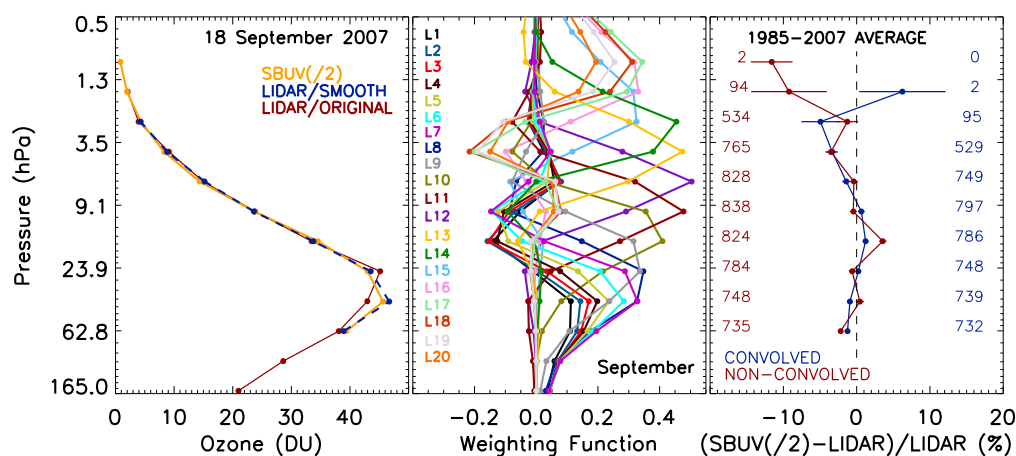 18 September 2007
SBUV(/2)
LIDAR/SMOOTH
LIDAR/ORIGINAL
Pressure (hPa)
0.5
1.3
3.5
9.1
23.9
62.8
165.0
0 10 20 30 40
Ozone (DU)
L1
L2
L3
L4
L5
L6
L7
L8
L9
L10
L11
L12
L13
L14
L15
L16
L17
L18
L19
L20
September
−0.2 0.0 0.2 0.4
Weighting Function
1985−2007 AVERAGE
2 0
94 2
534 95
765 529
828 749
838 797
824 786
784 748
748 739
735 732
CONVOLVED
NON−CONVOLVED
−10 0 10 20
(SBUV(/2)−LIDAR)/LIDAR (%)